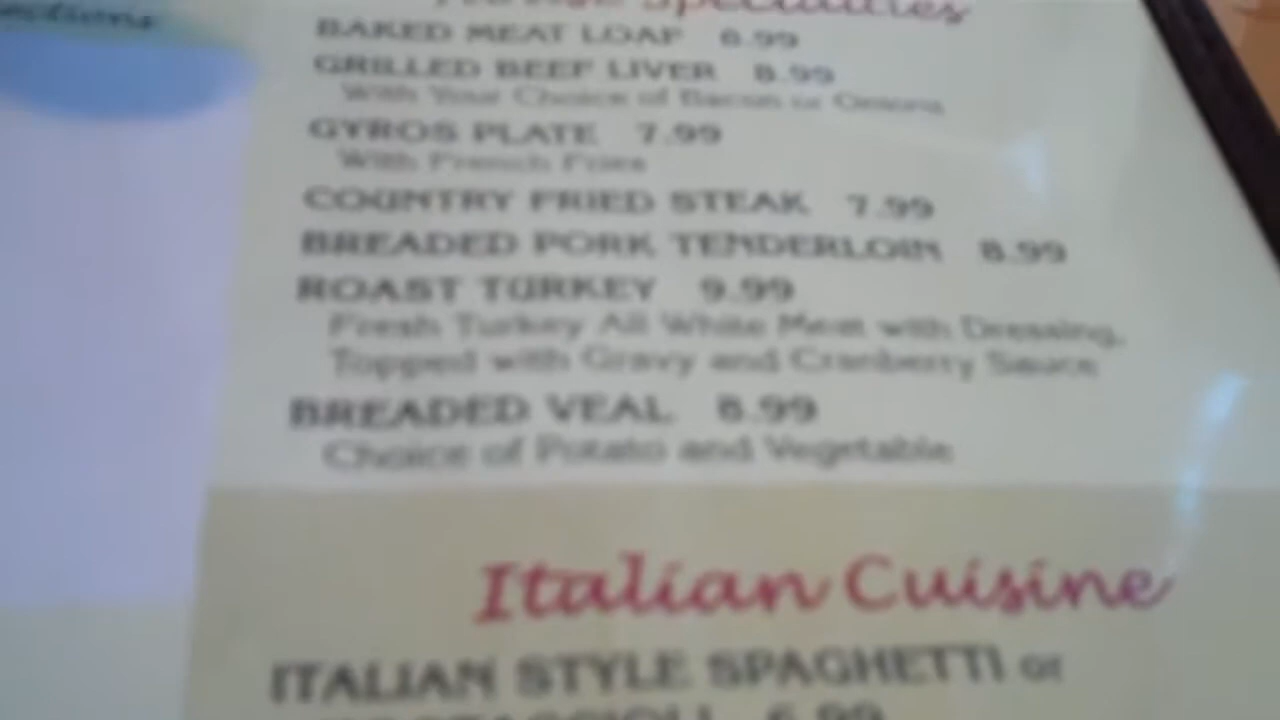 Specialties
BAKED MEAT LOAF 6.99
GRILLED BEEF LIVER 8.99
With Your Choice of Bacon or Onions
GYROS PLATE 7.99
With French Fries
COUNTRY FRIED STEAK 7.99
BREADED PORK TENDERLOIN 8.99
ROAST TURKEY 9.99
Fresh Turkey All White Meat with Dressing,
Topped with Gravy and Cranberry Sauce
BREADED VEAL 8.99
Choice of Potato and Vegetable
Italian Cuisine
ITALIAN STYLE SPAGHETTI or
6.99